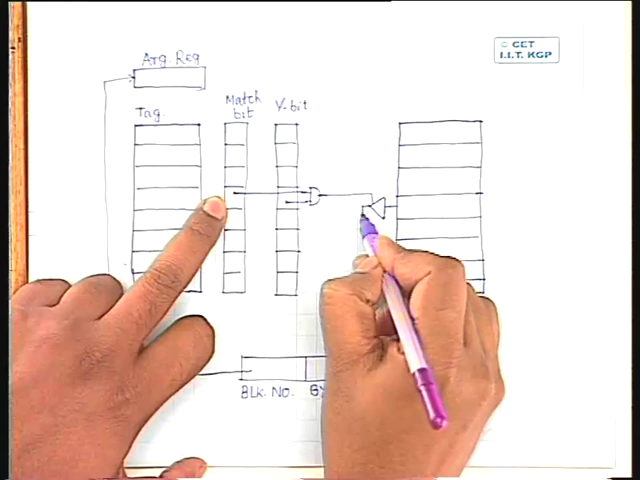 © CET
I.I.T. KGP
Arg. Reg
Tag
Match
bit
V-bit
Blk. No.